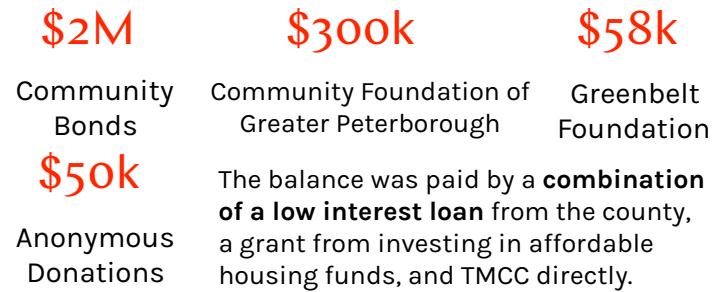 $2M
Community
Bonds
$300k
Community Foundation of
Greater Peterborough
$58k
Greenbelt
Foundation
$50k
Anonymous
Donations
The balance was paid by a combination
of a low interest loan from the county,
a grant from investing in affordable
housing funds, and TMCC directly.